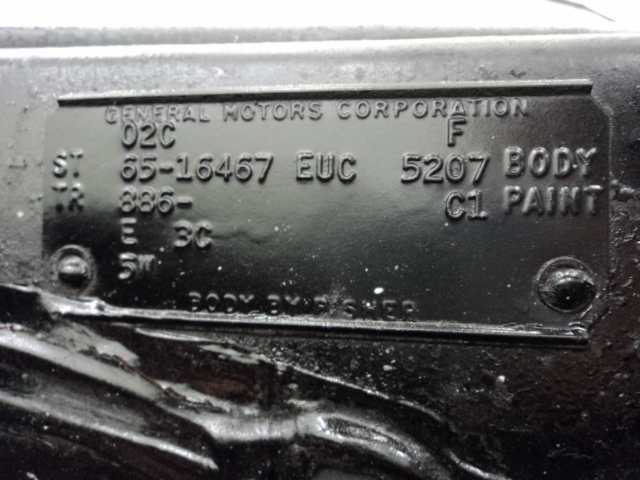 GENERAL MOTORS CORPORATION
02C F
ST 65-16467 EUC 5207 BODY
TR 886- C1 PAINT
E 3C
5W
BODY BY FISHER